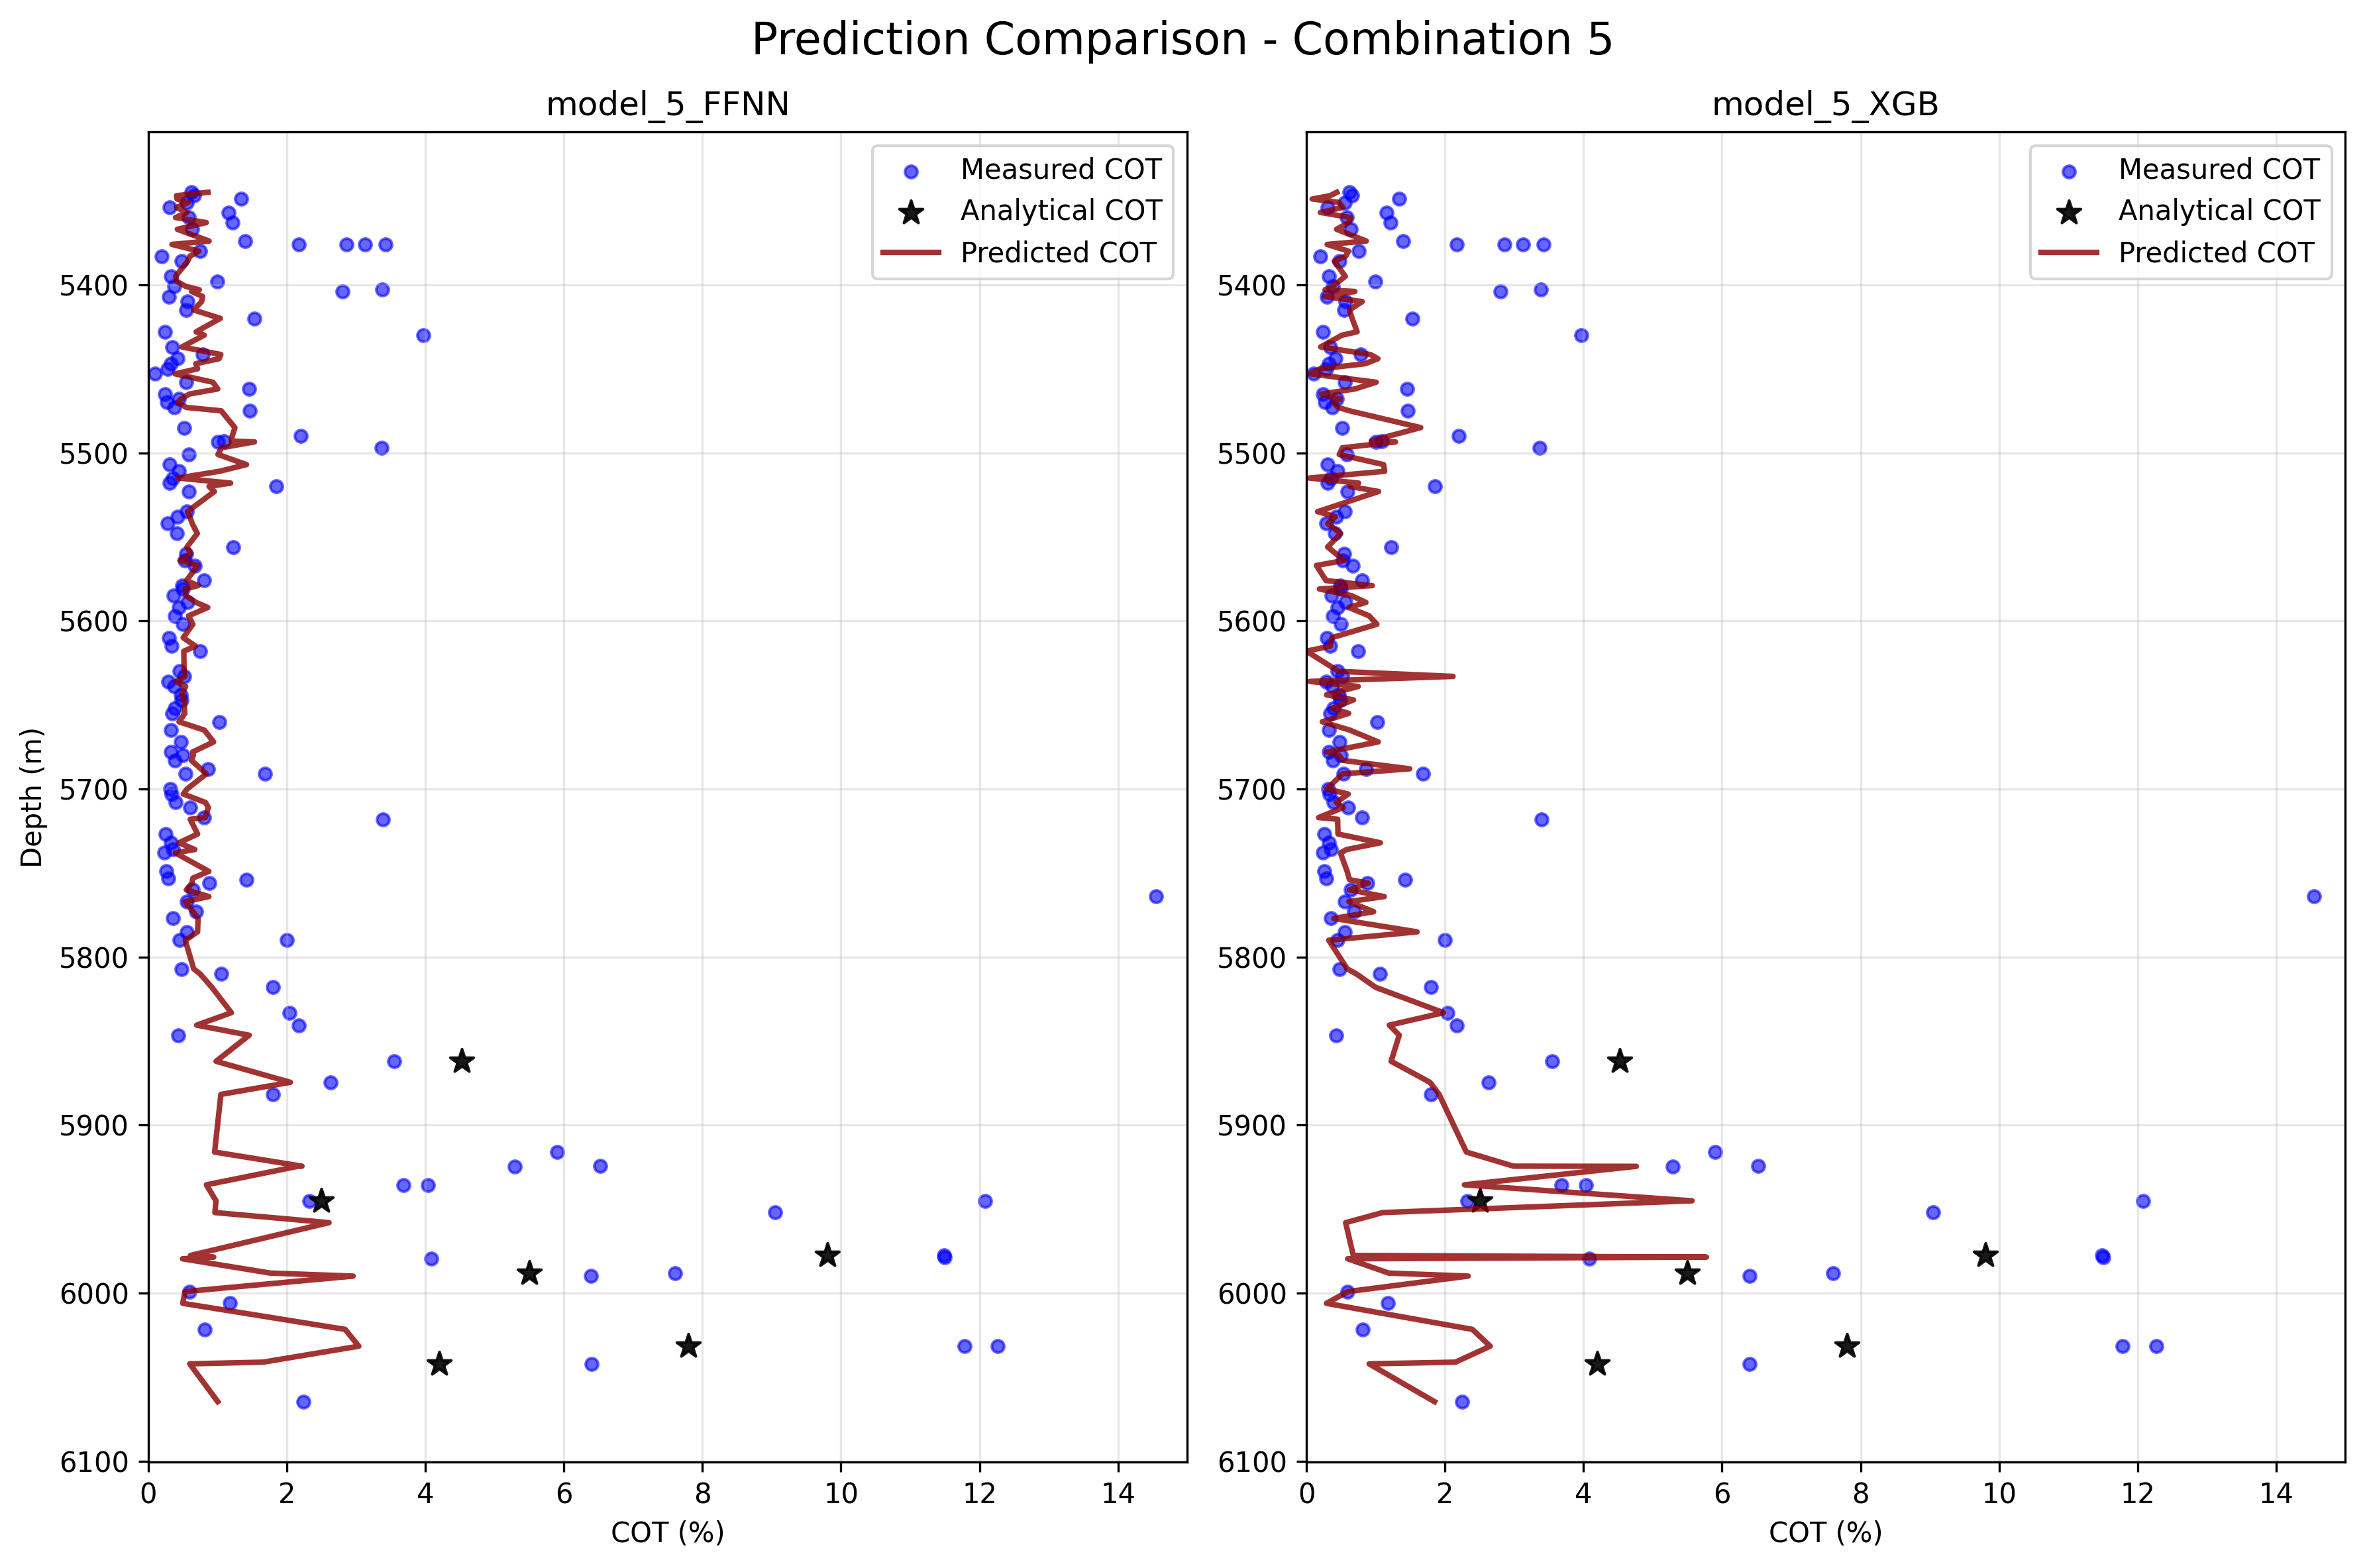 Prediction Comparison - Combination 5
model_5_FFNN
Measured COT
Analytical COT
Predicted COT
Depth (m)
5400
5500
5600
5700
5800
5900
6000
6100
0 2 4 6 8 10 12 14
COT (%)
model_5_XGB
Measured COT
Analytical COT
Predicted COT
5400
5500
5600
5700
5800
5900
6000
6100
0 2 4 6 8 10 12 14
COT (%)